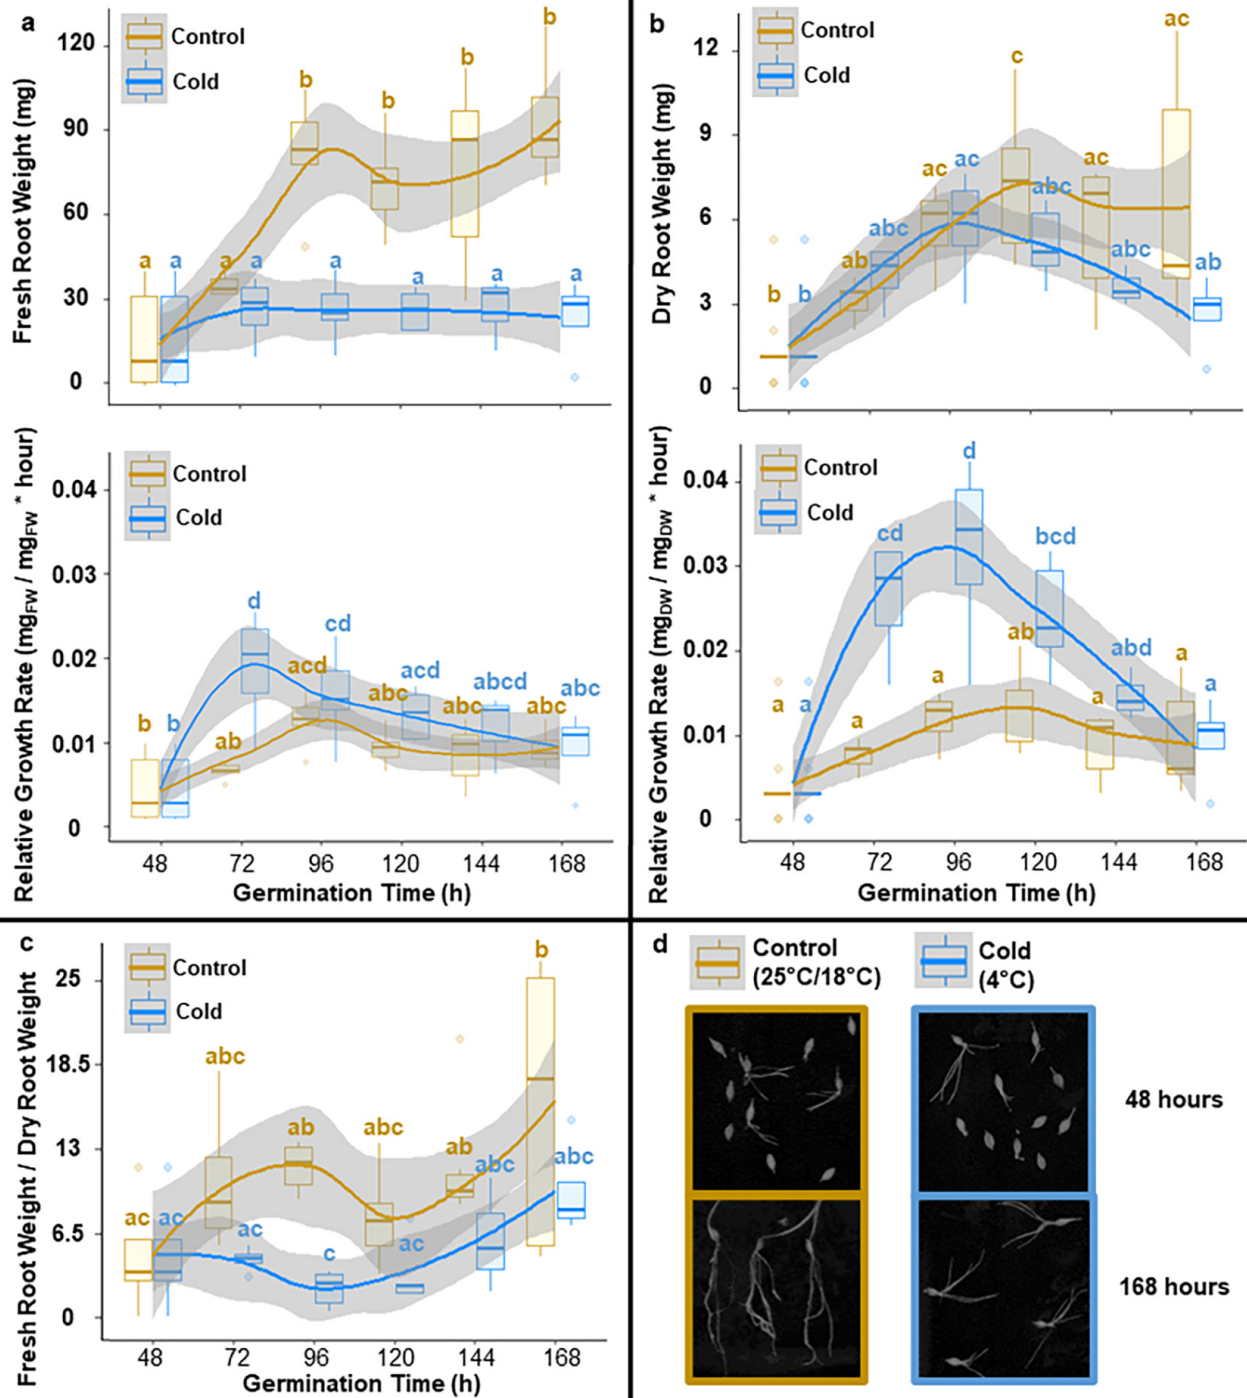 a
Control
Cold
Fresh Root Weight (mg)
120
90
60
30
0
a a a a b a b a b a b a
Relative Growth Rate (mgFW / mgFW * hour)
Control
Cold
0.04
0.03
0.02
0.01
0
b b ab d acd cd abc acd abc abcd abc abc
48 72 96 120 144 168
Germination Time (h)
b
Control
Cold
Dry Root Weight (mg)
12
9
6
3
0
b b ab abc ac ac c abc ac abc ac ab
Relative Growth Rate (mgDW / mgDW * hour)
Control
Cold
0.04
0.03
0.02
0.01
0
a a a cd a d ab bcd a abd a a
48 72 96 120 144 168
Germination Time (h)
c
Control
Cold
Fresh Root Weight / Dry Root Weight
25
18.5
13
6.5
0
ac ac abc ac ab c abc ac ab abc b abc
48 72 96 120 144 168
Germination Time (h)
d
Control
(25°C/18°C)
Cold
(4°C)
48 hours
168 hours